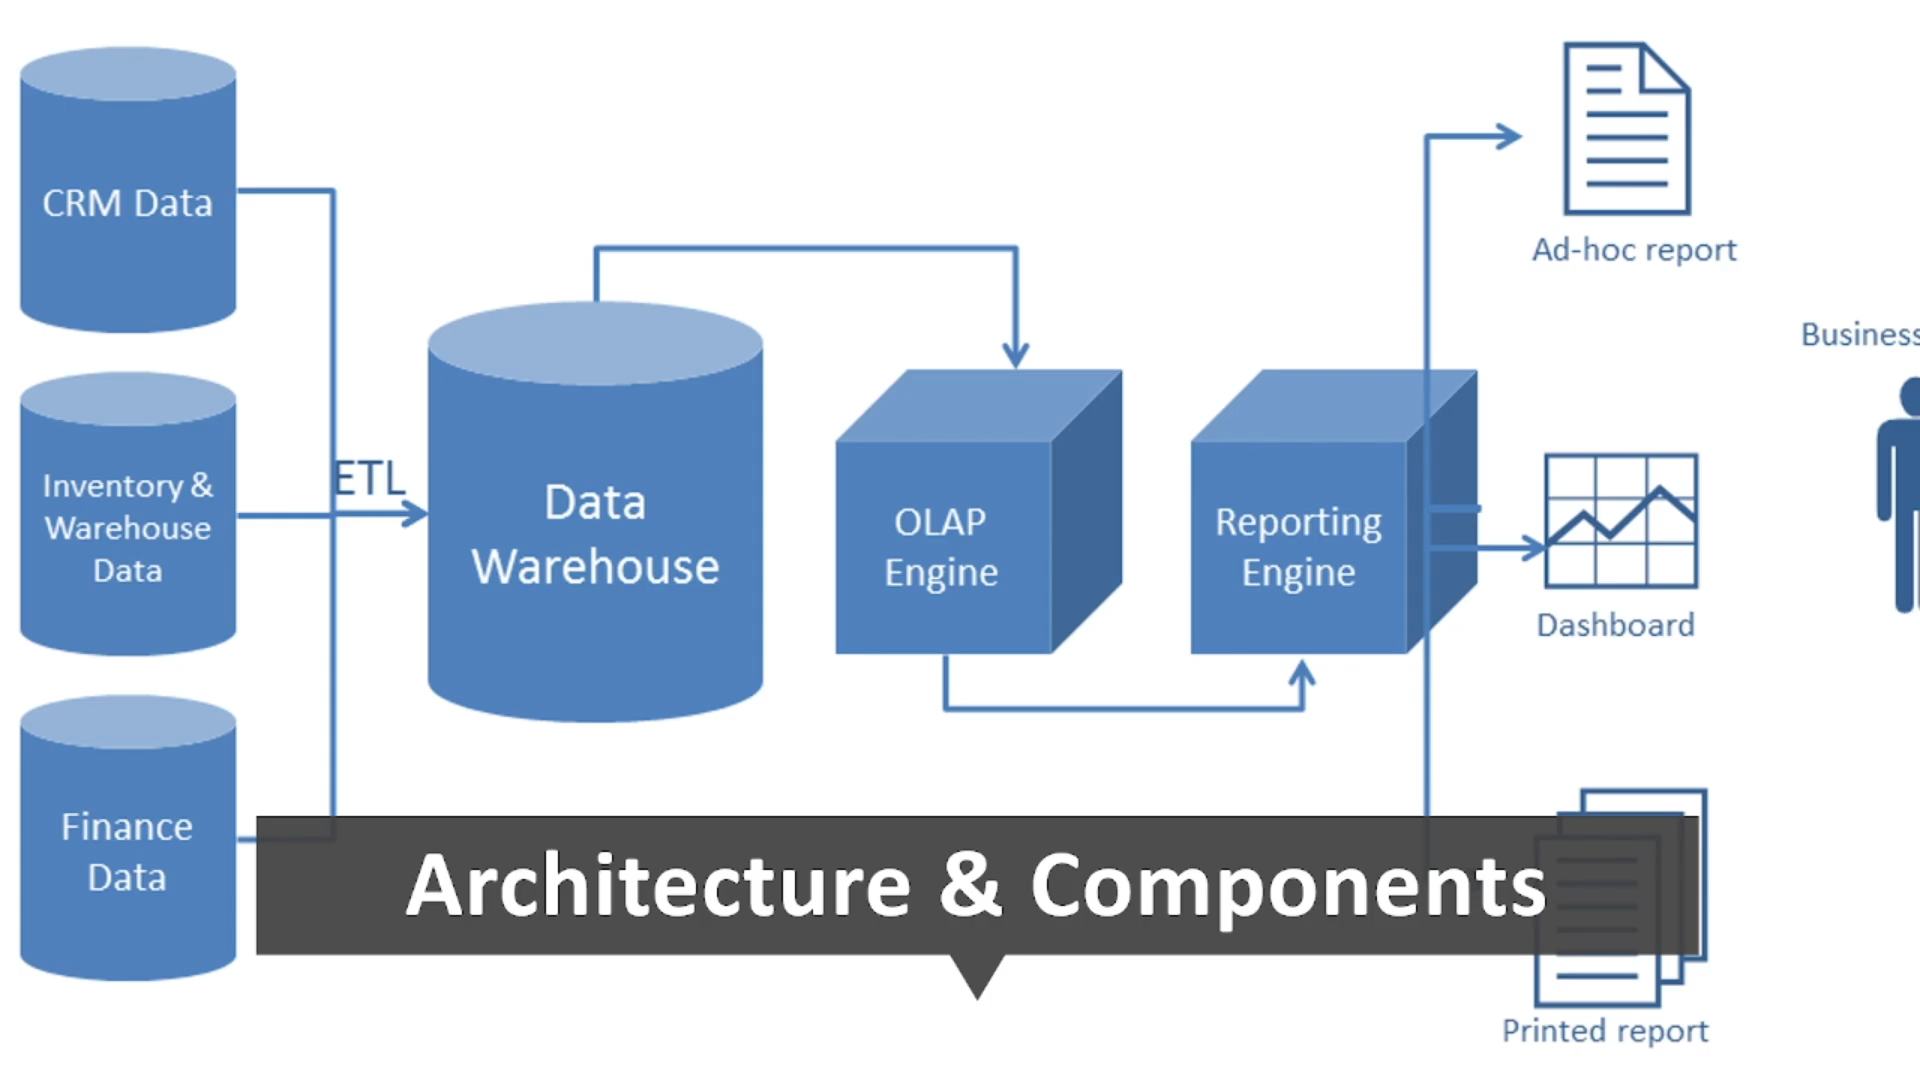 CRM Data
Inventory &
Warehouse
Data
Finance
Data
ETL
Data
Warehouse
OLAP
Engine
Reporting
Engine
Ad-hoc report
Dashboard
Printed report
Business
Architecture & Components